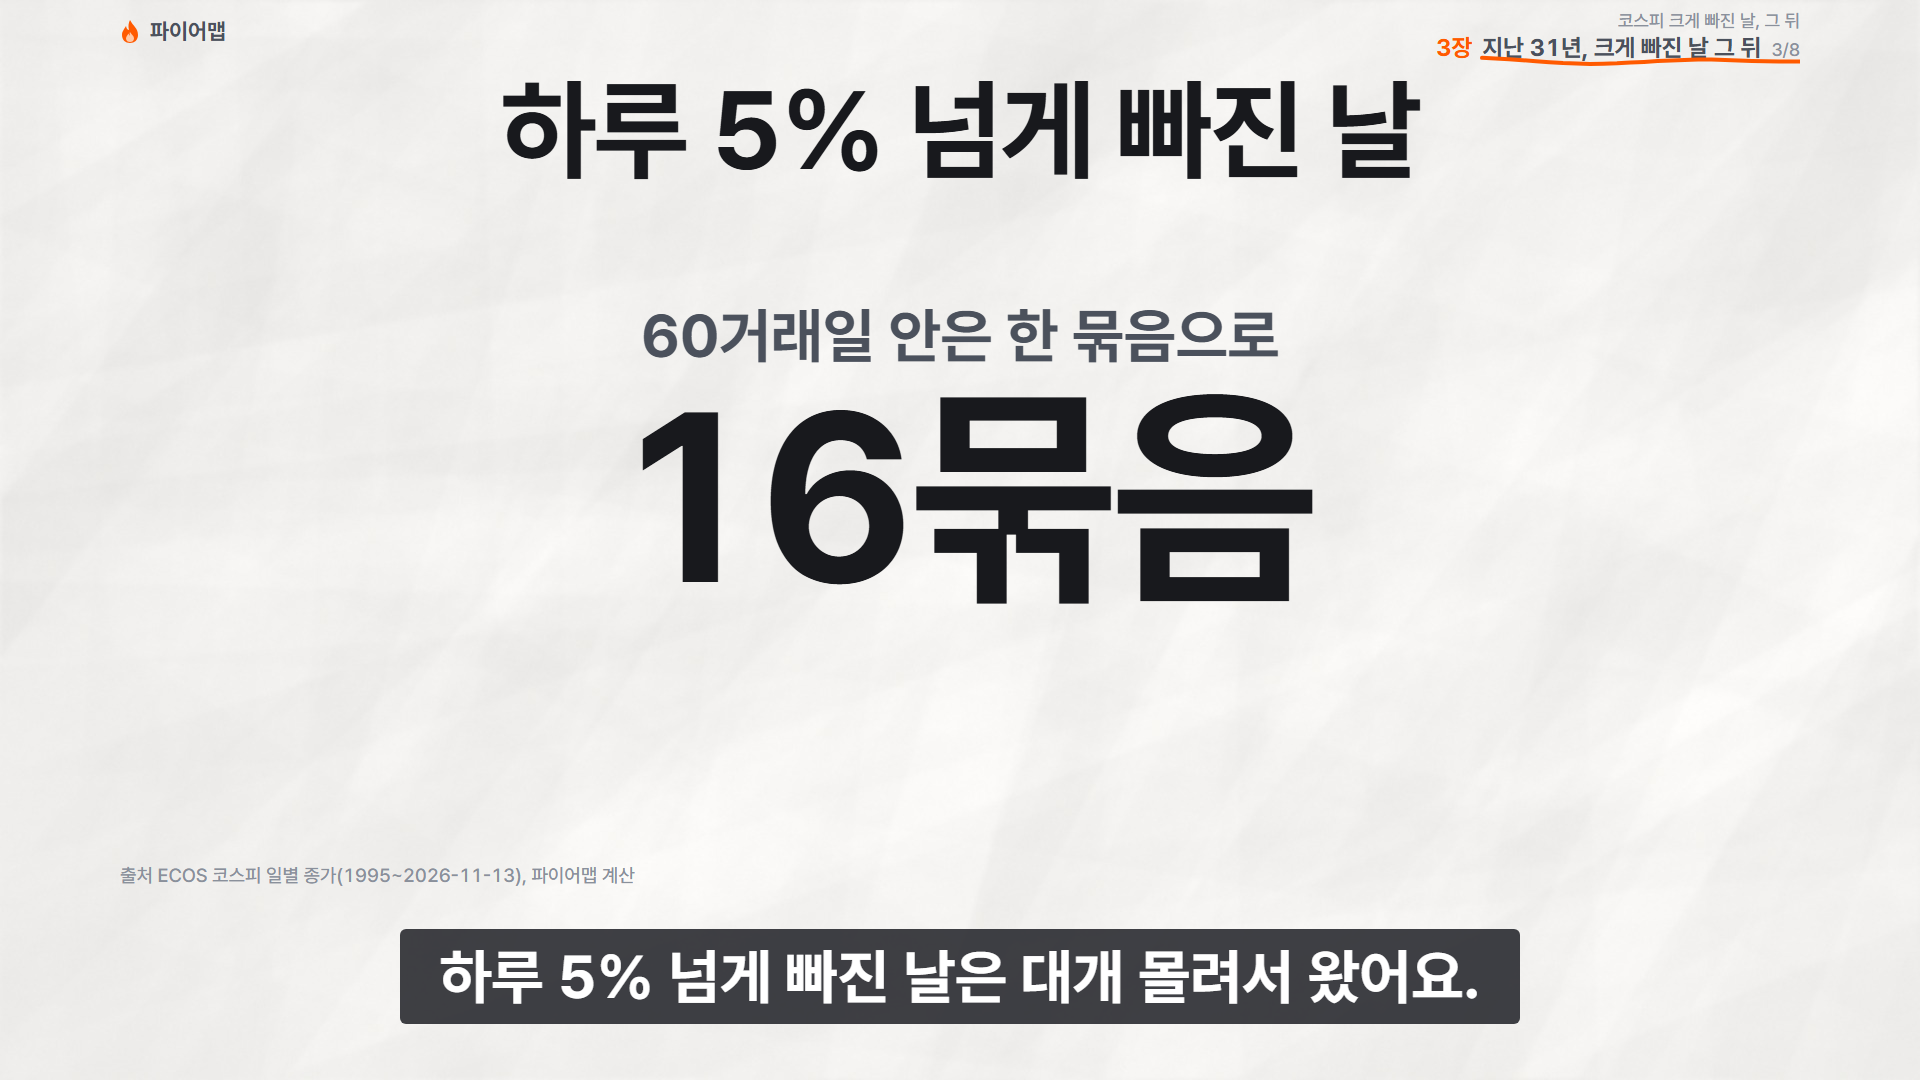 파이어맵
코스피 크게 빠진 날, 그 뒤
3장 지난 31년, 크게 빠진 날 그 뒤 3/8
하루 5% 넘게 빠진 날
60거래일 안은 한 묶음으로
16묶음
출처 ECOS 코스피 일별 종가(1995~2026-11-13), 파이어맵 계산
하루 5% 넘게 빠진 날은 대개 몰려서 왔어요.